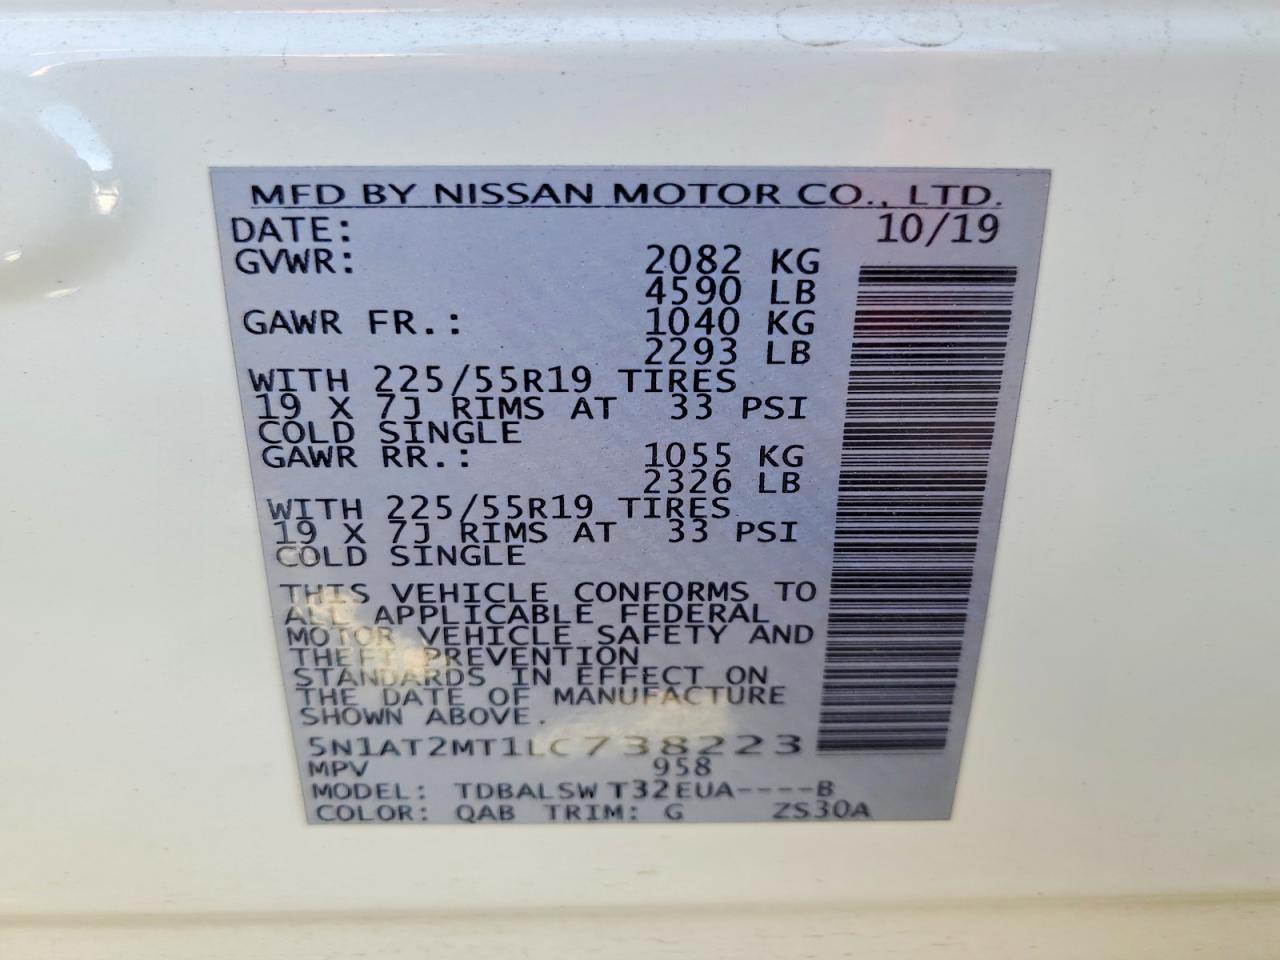 MFD BY NISSAN MOTOR CO., LTD.
DATE: 10/19
GVWR: 2082 KG
4590 LB
GAWR FR.: 1040 KG
2293 LB
WITH 225/55R19 TIRES
19 X 7J RIMS AT 33 PSI
COLD SINGLE
GAWR RR.: 1055 KG
2326 LB
WITH 225/55R19 TIRES
19 X 7J RIMS AT 33 PSI
COLD SINGLE
THIS VEHICLE CONFORMS TO
ALL APPLICABLE FEDERAL
MOTOR VEHICLE SAFETY AND
THEFT PREVENTION
STANDARDS IN EFFECT ON
THE DATE OF MANUFACTURE
SHOWN ABOVE.
5N1AT2MT1LC738223
MPV 958
MODEL: TDBALSW T32EUA----B
COLOR: QAB TRIM: G ZS30A